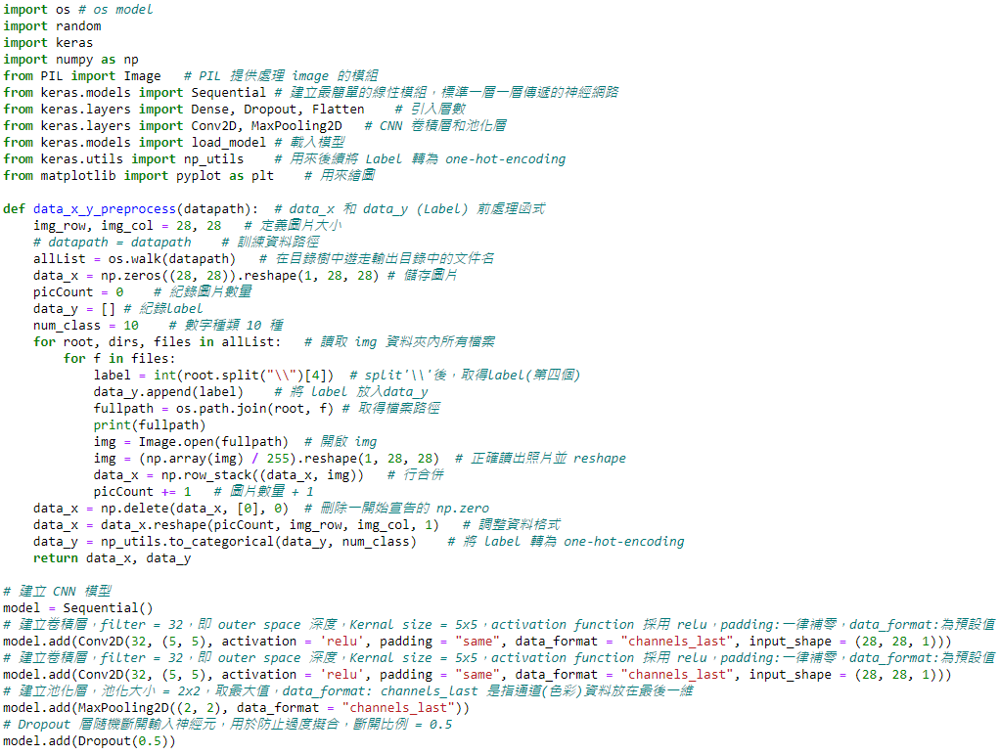 import os # os model
import random
import keras
import numpy as np
from PIL import Image   # PIL 提供處理 image 的模組
from keras.models import Sequential # 建立最簡單的線性模組，標準一層一層傳遞的神經網路
from keras.layers import Dense, Dropout, Flatten    # 引入層數
from keras.layers import Conv2D, MaxPooling2D   # CNN 卷積層和池化層
from keras.models import load_model # 載入模型
from keras.utils import np_utils    # 用來後續將 Label 轉為 one-hot-encoding
from matplotlib import pyplot as plt    # 用來繪圖

def data_x_y_preprocess(datapath):  # data_x 和 data_y (Label) 前處理函式
    img_row, img_col = 28, 28   # 定義圖片大小
    # datapath = datapath    # 訓練資料路徑
    allList = os.walk(datapath)   # 在目錄樹中遊走輸出目錄中的文件名
    data_x = np.zeros((28, 28)).reshape(1, 28, 28) # 儲存圖片
    picCount = 0    # 紀錄圖片數量
    data_y = [] # 紀錄label
    num_class = 10    # 數字種類 10 種
    for root, dirs, files in allList:   # 讀取 img 資料夾內所有檔案
        for f in files:
            label = int(root.split("\\")[4])  # split'\\'後，取得label(第四個)
            data_y.append(label)    # 將 label 放入data_y
            fullpath = os.path.join(root, f) # 取得檔案路徑
            print(fullpath)
            img = Image.open(fullpath)  # 開啟 img
            img = (np.array(img) / 255).reshape(1, 28, 28)  # 正確讀出照片並 reshape
            data_x = np.row_stack((data_x, img))   # 行合併
            picCount += 1   # 圖片數量 + 1
    data_x = np.delete(data_x, [0], 0)  # 刪除一開始宣告的 np.zero
    data_x = data_x.reshape(picCount, img_row, img_col, 1)   # 調整資料格式
    data_y = np_utils.to_categorical(data_y, num_class)    # 將 label 轉為 one-hot-encoding
    return data_x, data_y

# 建立 CNN 模型
model = Sequential()
# 建立卷積層，filter = 32，即 outer space 深度，Kernal size = 5x5，activation function 採用 relu，padding:一律補零，data_format:為預設值
model.add(Conv2D(32, (5, 5), activation = 'relu', padding = "same", data_format = "channels_last", input_shape = (28, 28, 1)))
# 建立卷積層，filter = 32，即 outer space 深度，Kernal size = 5x5，activation function 採用 relu，padding:一律補零，data_format:為預設值
model.add(Conv2D(32, (5, 5), activation = 'relu', padding = "same", data_format = "channels_last", input_shape = (28, 28, 1)))
# 建立池化層，池化大小 = 2x2，取最大值，data_format: channels_last 是指通道(色彩)資料放在最後一維
model.add(MaxPooling2D((2, 2), data_format = "channels_last"))
# Dropout 層隨機斷開輸入神經元，用於防止過度擬合，斷開比例 = 0.5
model.add(Dropout(0.5))